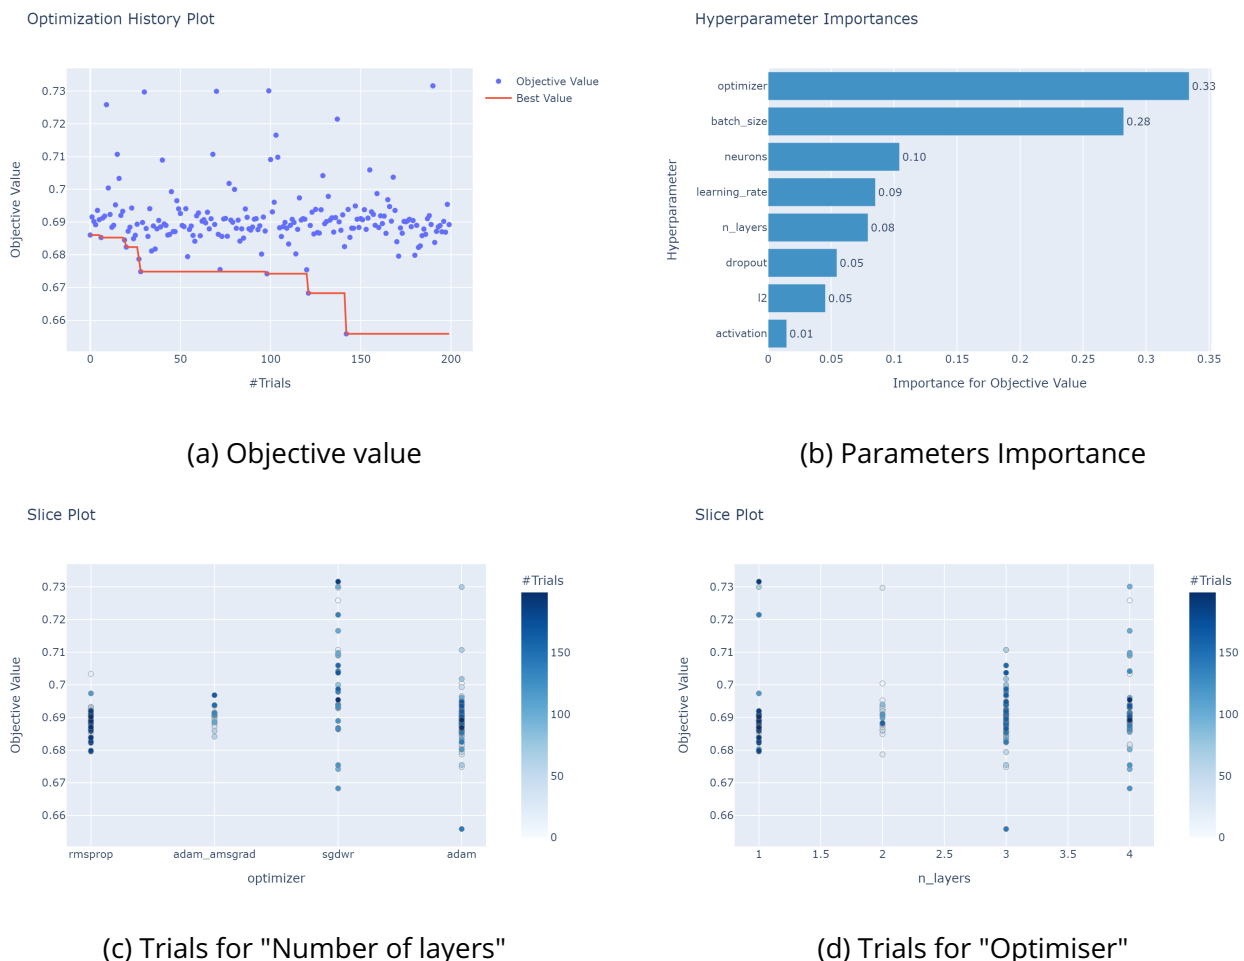 Optimization History Plot
Objective Value
0.73
0.72
0.71
0.7
0.69
0.68
0.67
0.66
0
50
100
150
200
#Trials
Objective Value
Best Value
(a) Objective value
Hyperparameter Importances
Hyperparameter
optimizer
batch_size
neurons
learning_rate
n_layers
dropout
l2
activation
0.33
0.28
0.10
0.09
0.08
0.05
0.05
0.01
0
0.05
0.1
0.15
0.2
0.25
0.3
0.35
Importance for Objective Value
(b) Parameters Importance
Slice Plot
Objective Value
0.73
0.72
0.71
0.7
0.69
0.68
0.67
0.66
rmsprop
adam_amsgrad
sgdwr
adam
optimizer
#Trials
150
100
50
0
(c) Trials for "Number of layers"
Slice Plot
Objective Value
0.73
0.72
0.71
0.7
0.69
0.68
0.67
0.66
1
1.5
2
2.5
3
3.5
4
n_layers
#Trials
150
100
50
0
(d) Trials for "Optimiser"